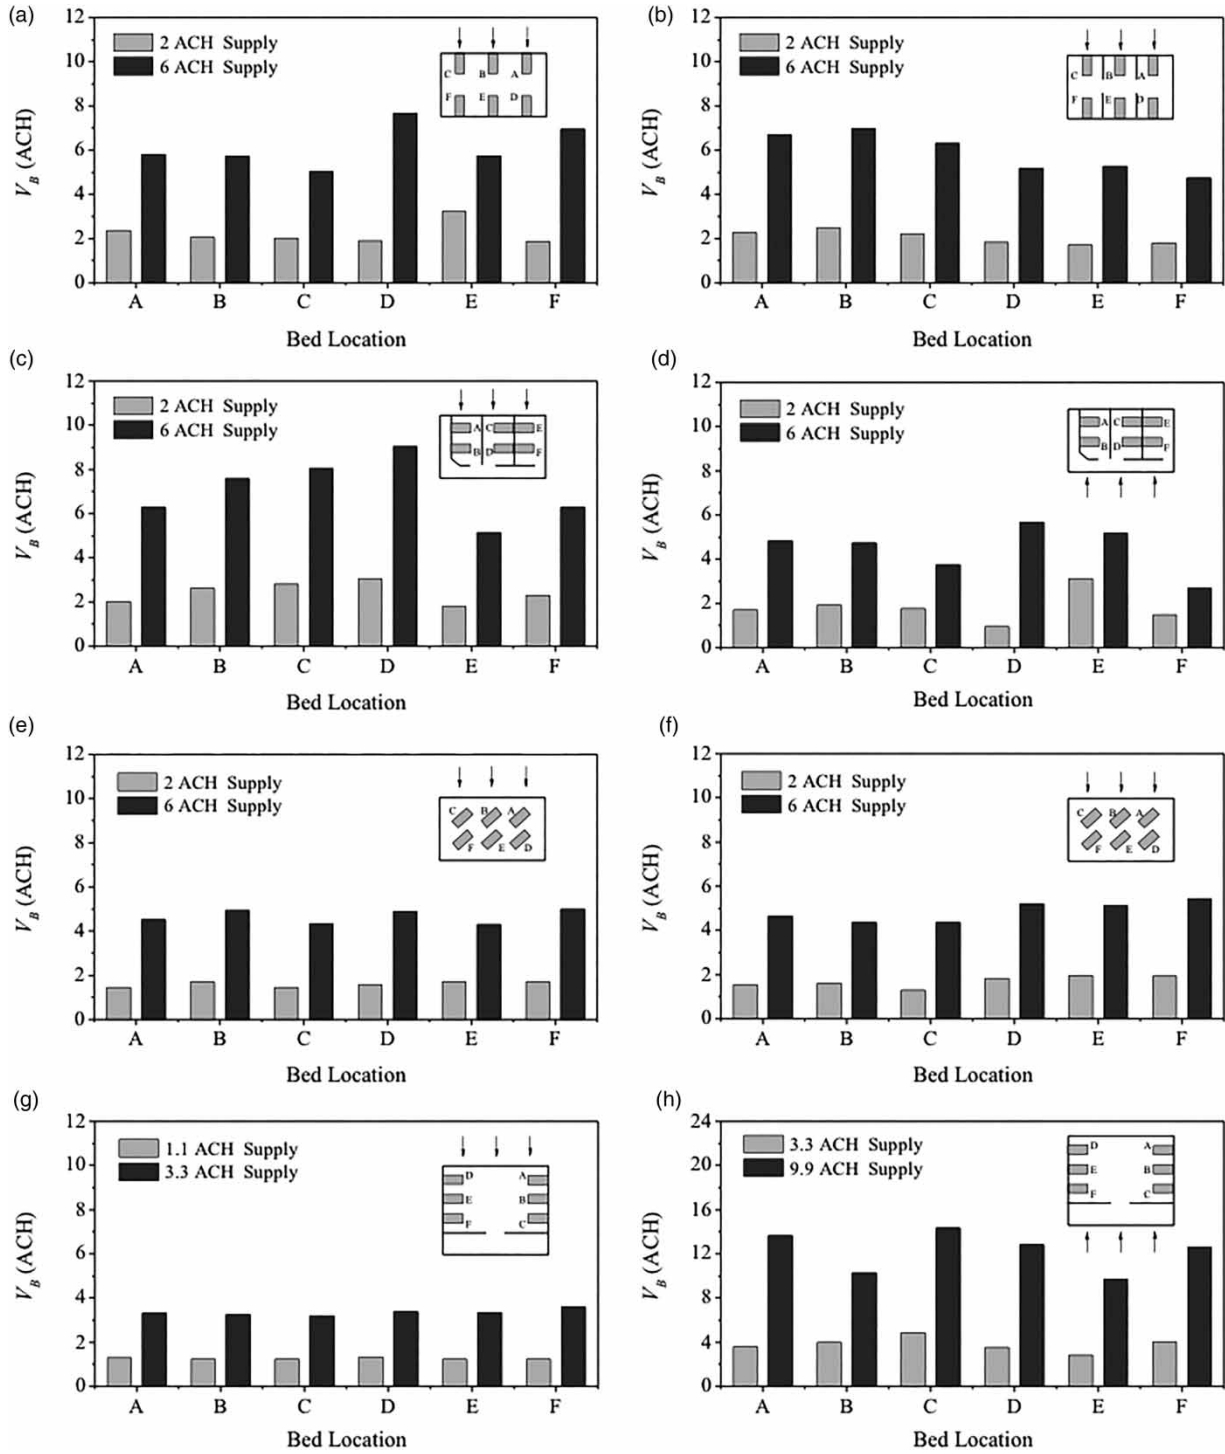 (a)
12
10
8
6
4
2
0
V_B (ACH)
2 ACH Supply
6 ACH Supply
C B A
F E D
A B C D E F
Bed Location
(b)
12
10
8
6
4
2
0
V_B (ACH)
2 ACH Supply
6 ACH Supply
C B A
F E D
A B C D E F
Bed Location
(c)
12
10
8
6
4
2
0
V_B (ACH)
2 ACH Supply
6 ACH Supply
A C E
B D F
A B C D E F
Bed Location
(d)
12
10
8
6
4
2
0
V_B (ACH)
2 ACH Supply
6 ACH Supply
A C E
B D F
A B C D E F
Bed Location
(e)
12
10
8
6
4
2
0
V_B (ACH)
2 ACH Supply
6 ACH Supply
C B A
F E D
A B C D E F
Bed Location
(f)
12
10
8
6
4
2
0
V_B (ACH)
2 ACH Supply
6 ACH Supply
C B A
F E D
A B C D E F
Bed Location
(g)
12
10
8
6
4
2
0
V_B (ACH)
1.1 ACH Supply
3.3 ACH Supply
D A
E B
F C
A B C D E F
Bed Location
(h)
24
22
14
12
8
4
0
V_B (ACH)
3.3 ACH Supply
9.9 ACH Supply
D A
E B
F C
A B C D E F
Bed Location